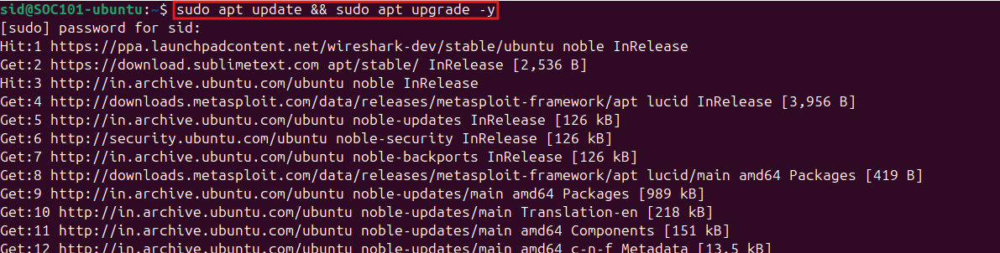 sid@SOC101-ubuntu:~$ sudo apt update && sudo apt upgrade -y
[sudo] password for sid:
Hit:1 https://ppa.launchpadcontent.net/wireshark-dev/stable/ubuntu noble InRelease
Get:2 https://download.sublimetext.com apt/stable/ InRelease [2,536 B]
Hit:3 http://in.archive.ubuntu.com/ubuntu noble InRelease
Get:4 http://downloads.metasploit.com/data/releases/metasploit-framework/apt lucid InRelease [3,956 B]
Get:5 http://in.archive.ubuntu.com/ubuntu noble-updates InRelease [126 kB]
Get:6 http://security.ubuntu.com/ubuntu noble-security InRelease [126 kB]
Get:7 http://in.archive.ubuntu.com/ubuntu noble-backports InRelease [126 kB]
Get:8 http://downloads.metasploit.com/data/releases/metasploit-framework/apt lucid/main amd64 Packages [419 B]
Get:9 http://in.archive.ubuntu.com/ubuntu noble-updates/main amd64 Packages [989 kB]
Get:10 http://in.archive.ubuntu.com/ubuntu noble-updates/main Translation-en [218 kB]
Get:11 http://in.archive.ubuntu.com/ubuntu noble-updates/main amd64 Components [151 kB]
Get:12 http://in.archive.ubuntu.com/ubuntu noble-updates/main amd64 c-n-f Metadata [13.5 kB]